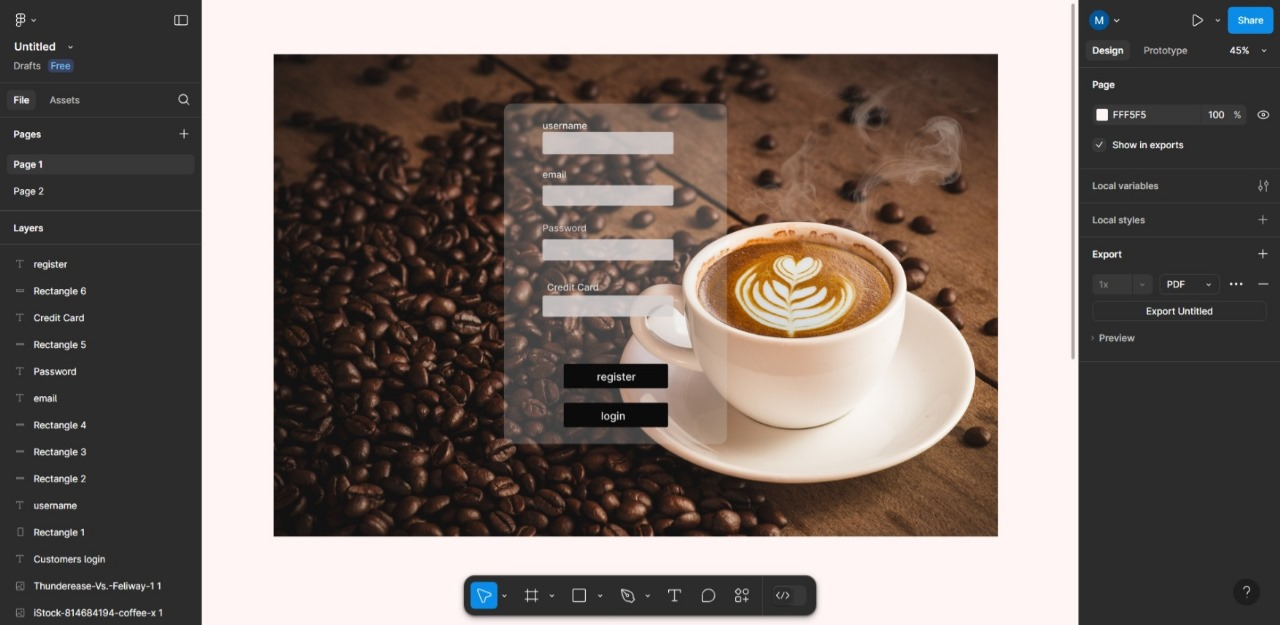 Untitled
Drafts Free
File Assets
Pages
Page 1
Page 2
Layers
register
Rectangle 6
Credit Card
Rectangle 5
Password
email
Rectangle 4
Rectangle 3
Rectangle 2
username
Rectangle 1
Customers login
Thunderease-Vs.-Feliway-1 1
iStock-814684194-coffee-x 1
username
email
Password
Credit Card
register
login
M
Share
Design Prototype 45%
Page
FFF5F5 100 %
Show in exports
Local variables
Local styles
Export
1x PDF
Export Untitled
Preview
?